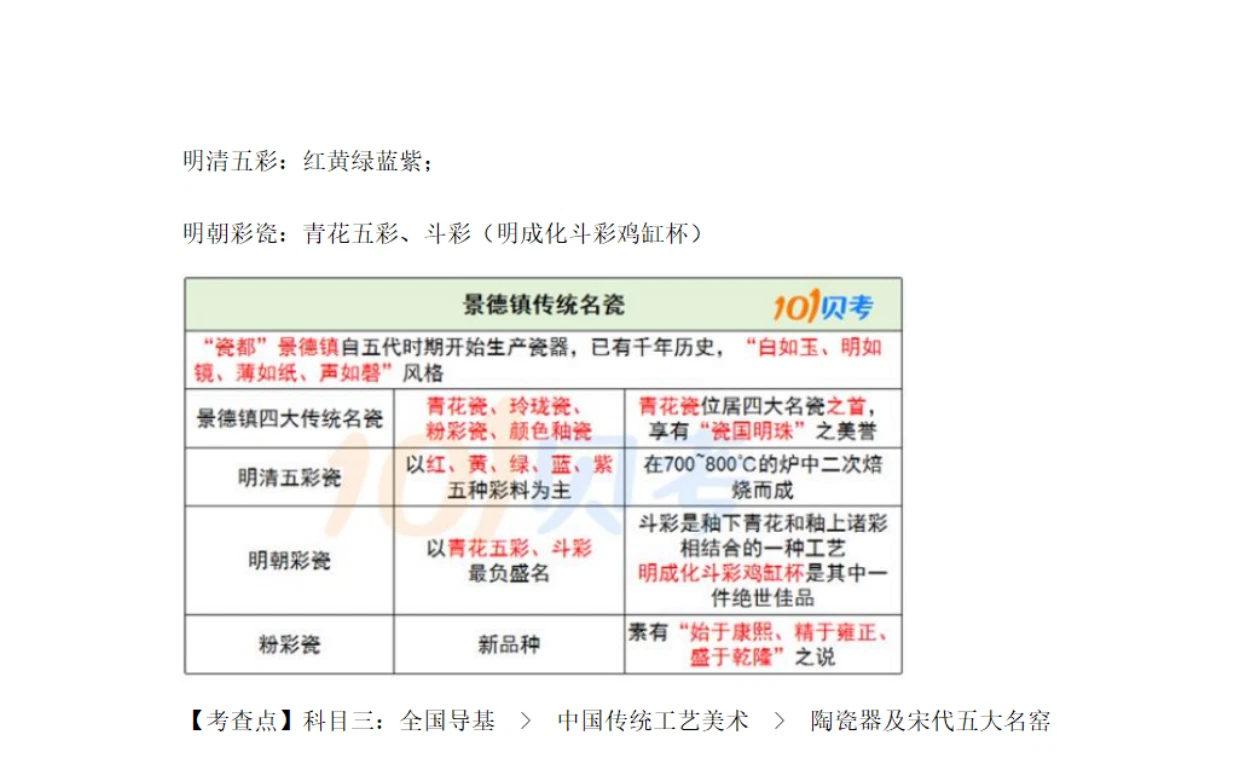 明清五彩：红黄绿蓝紫；
明朝彩瓷：青花五彩、斗彩（明成化斗彩鸡缸杯）
景德镇传统名瓷
101贝考
“瓷都”景德镇自五代时期开始生产瓷器，已有千年历史，“白如玉、明如
镜、薄如纸、声如磬”风格
景德镇四大传统名瓷
青花瓷、玲珑瓷、
粉彩瓷、颜色釉瓷
青花瓷位居四大名瓷之首，
享有“瓷国明珠”之美誉
明清五彩瓷
以红、黄、绿、蓝、紫
五种彩料为主
在700~800℃的炉中二次焙
烧而成
明朝彩瓷
以青花五彩、斗彩
最负盛名
斗彩是釉下青花和釉上诸彩
相结合的一种工艺
明成化斗彩鸡缸杯是其中一
件绝世佳品
粉彩瓷
新品种
素有“始于康熙、精于雍正、
盛于乾隆”之说
101贝考
【考查点】科目三：全国导基 > 中国传统工艺美术 > 陶瓷器及宋代五大名窑